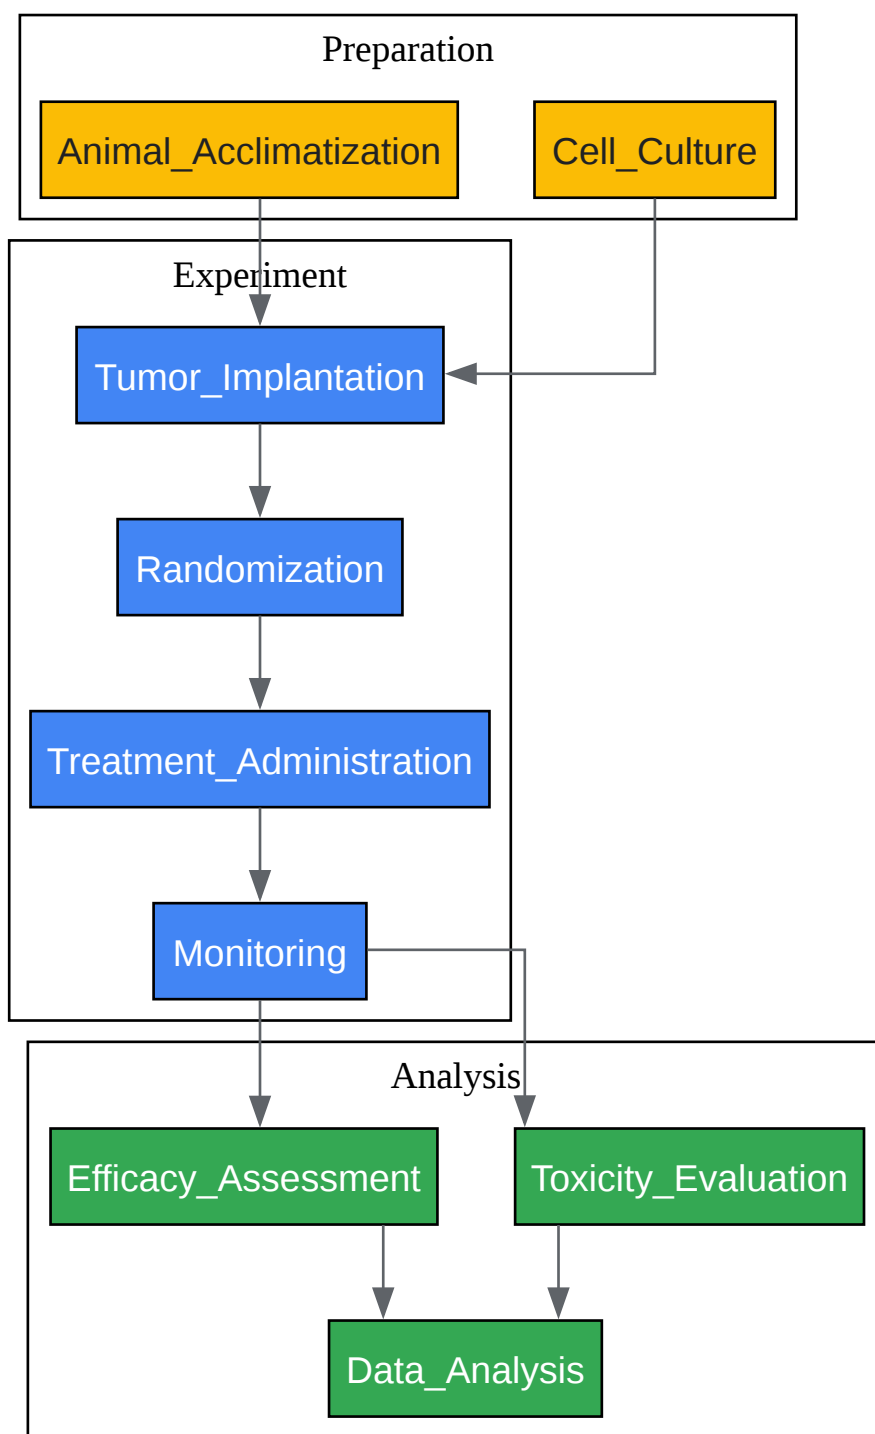 Preparation
Animal_Acclimatization
Cell_Culture
Experiment
Tumor_Implantation
Randomization
Treatment_Administration
Monitoring
Analysis
Efficacy_Assessment
Toxicity_Evaluation
Data_Analysis